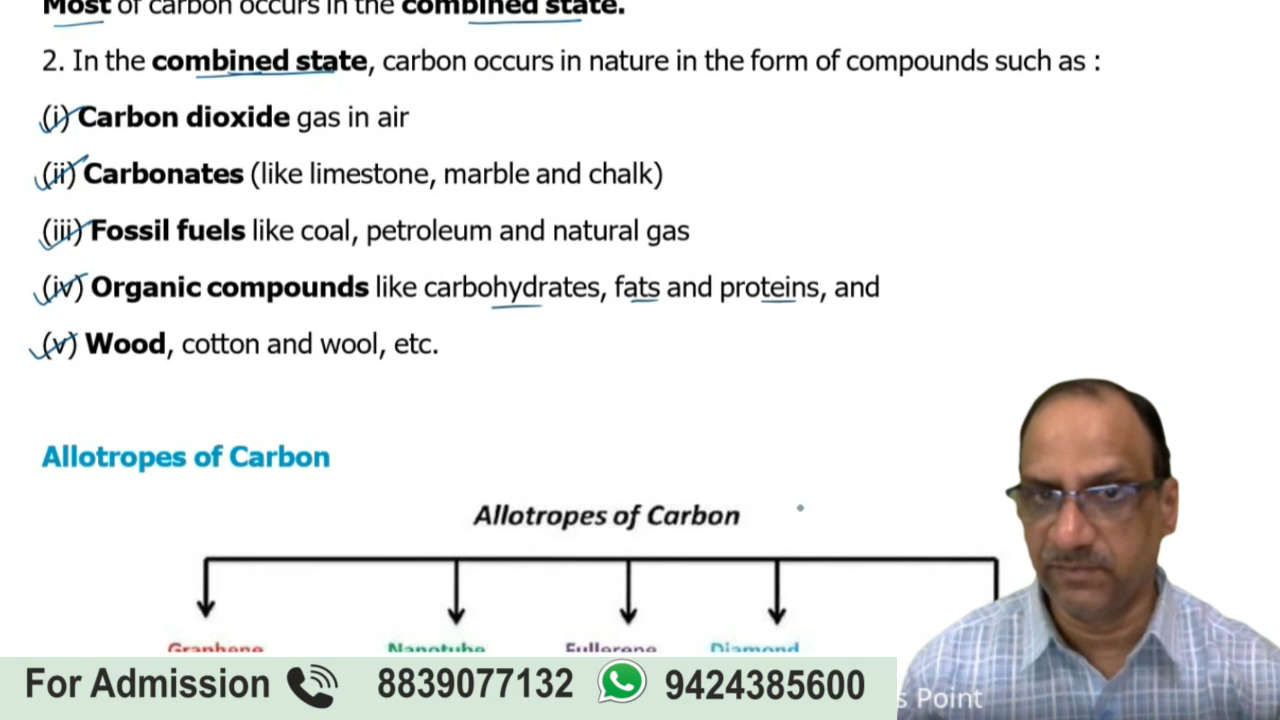 Most of carbon occurs in the combined state.
2. In the combined state, carbon occurs in nature in the form of compounds such as :
(i) Carbon dioxide gas in air
(ii) Carbonates (like limestone, marble and chalk)
(iii) Fossil fuels like coal, petroleum and natural gas
(iv) Organic compounds like carbohydrates, fats and proteins, and
(v) Wood, cotton and wool, etc.
Allotropes of Carbon
Allotropes of Carbon
Graphene Nanotube Fullerene Diamond
For Admission 8839077132 9424385600
s Point